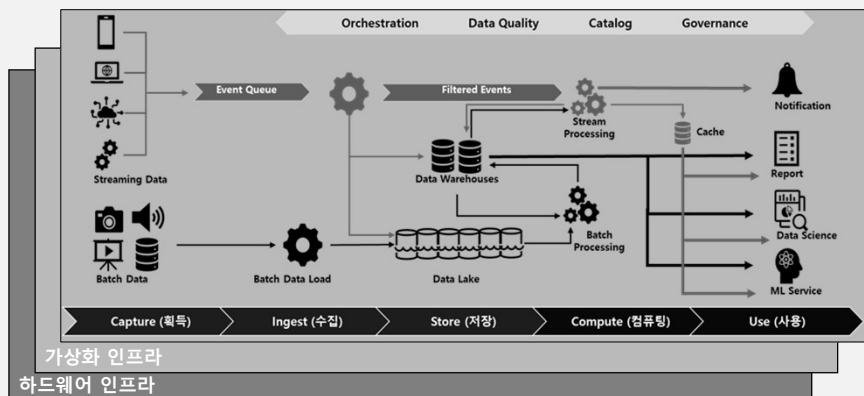 Orchestration Data Quality Catalog Governance
Event Queue
Filtered Events
Notification
Stream
Processing
Cache
Streaming Data
Data Warehouses
Report
Data Science
Batch Data
Batch Data Load
Data Lake
Batch
Processing
ML Service
Capture (획득) Ingest (수집) Store (저장) Compute (컴퓨팅) Use (사용)
가상화 인프라
하드웨어 인프라